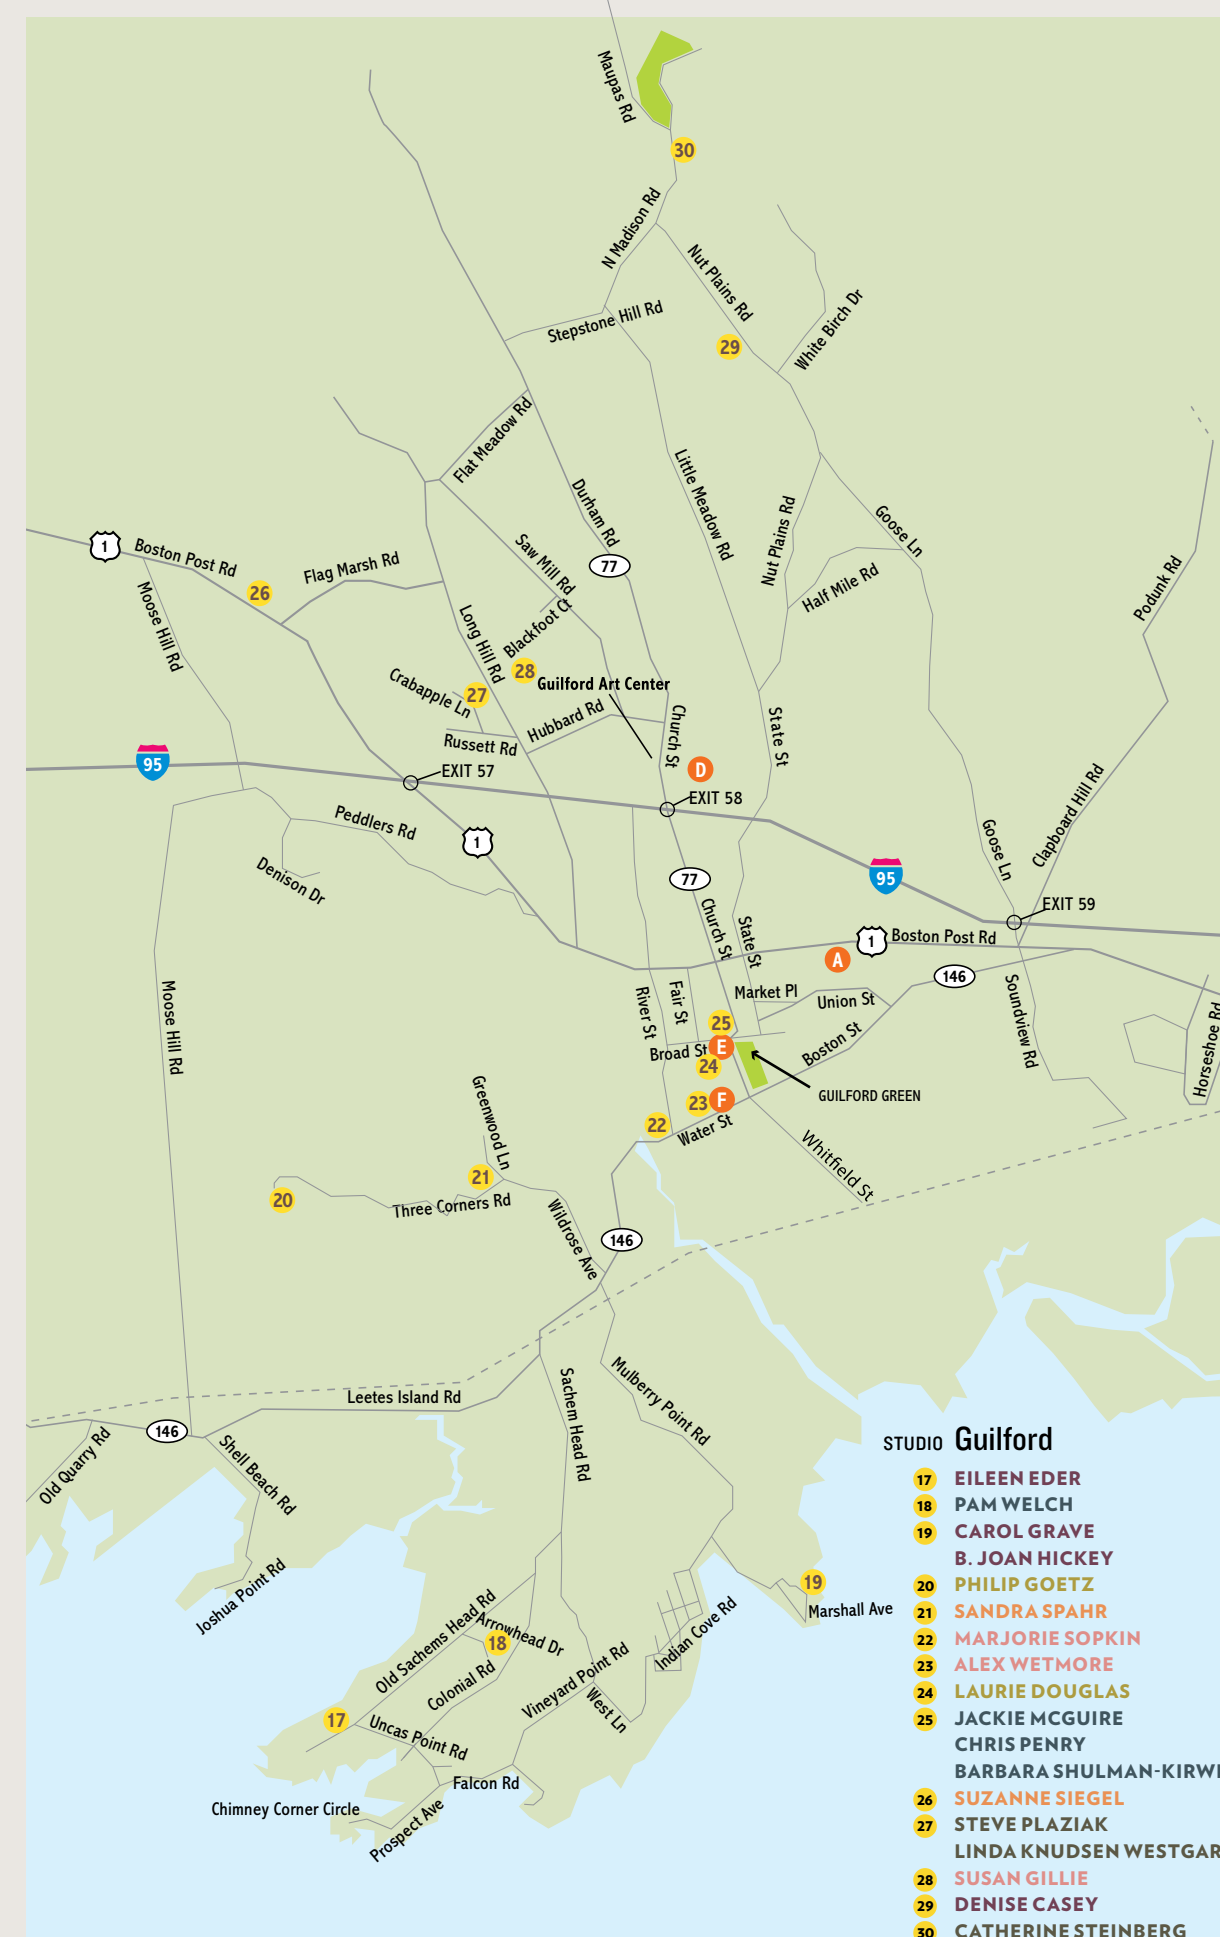 Maupas Rd
30
N Madison Rd
Nut Plains Rd
White Birch Dr
Stepstone Hill Rd
29
Flat Meadow Rd
Durham Rd
Little Meadow Rd
Nut Plains Rd
Goose Ln
1
Boston Post Rd
Flag Marsh Rd
Saw Mill Rd
77
Half Mile Rd
Podunk Rd
26
Moose Hill Rd
Long Hill Rd
Blackfoot Ct
28
Guilford Art Center
Crabapple Ln
27
Hubbard Rd
Church St
State St
Russett Rd
95
EXIT 57
D
EXIT 58
Peddlers Rd
1
Denison Dr
77
95
Goose Ln
Clapboard Hill Rd
EXIT 59
Church St
State St
1
Boston Post Rd
A
146
Moose Hill Rd
River St
Fair St
Market Pl
Union St
Soundview Rd
Horseshoe Rd
25
Broad St
E
24
Boston St
GUILFORD GREEN
23
F
22
Water St
Whitfield St
Greenwood Ln
21
20
Three Corners Rd
Wildrose Ave
146
Leetes Island Rd
Sachem Head Rd
Mulberry Point Rd
146
Old Quarry Rd
Shell Beach Rd
Joshua Point Rd
19
Marshall Ave
Indian Cove Rd
Old Sachems Head Rd
Arrowhead Dr
18
Colonial Rd
Vineyard Point Rd
West Ln
17
Uncas Point Rd
Falcon Rd
Chimney Corner Circle
Prospect Ave
STUDIO Guilford
17 EILEEN EDER
18 PAM WELCH
19 CAROL GRAVE
B. JOAN HICKEY
20 PHILIP GOETZ
21 SANDRA SPAHR
22 MARJORIE SOPKIN
23 ALEX WETMORE
24 LAURIE DOUGLAS
25 JACKIE MCGUIRE
CHRIS PENRY
BARBARA SHULMAN-KIRWI
26 SUZANNE SIEGEL
27 STEVE PLAZIAK
LINDA KNUDSEN WESTGAR
28 SUSAN GILLIE
29 DENISE CASEY
30 CATHERINE STEINBERG